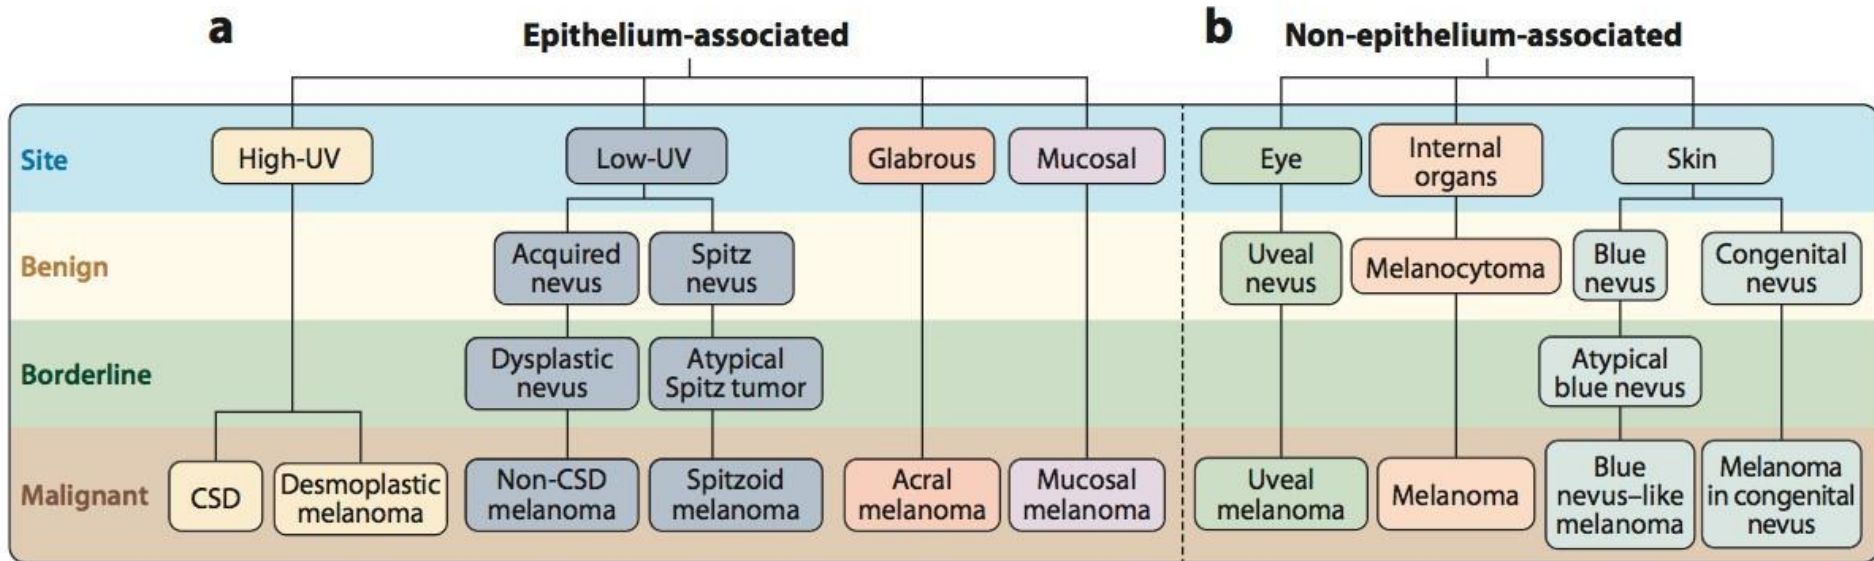 a
Epithelium-associated
b
Non-epithelium-associated
Site
High-UV
Low-UV
Glabrous
Mucosal
Eye
Internal
organs
Skin
Benign
Acquired
nevus
Spitz
nevus
Uveal
nevus
Melanocytoma
Blue
nevus
Congenital
nevus
Borderline
Dysplastic
nevus
Atypical
Spitz tumor
Atypical
blue nevus
Malignant
CSD
Desmoplastic
melanoma
Non-CSD
melanoma
Spitzoid
melanoma
Acral
melanoma
Mucosal
melanoma
Uveal
melanoma
Melanoma
Blue
nevus–like
melanoma
Melanoma
in congenital
nevus